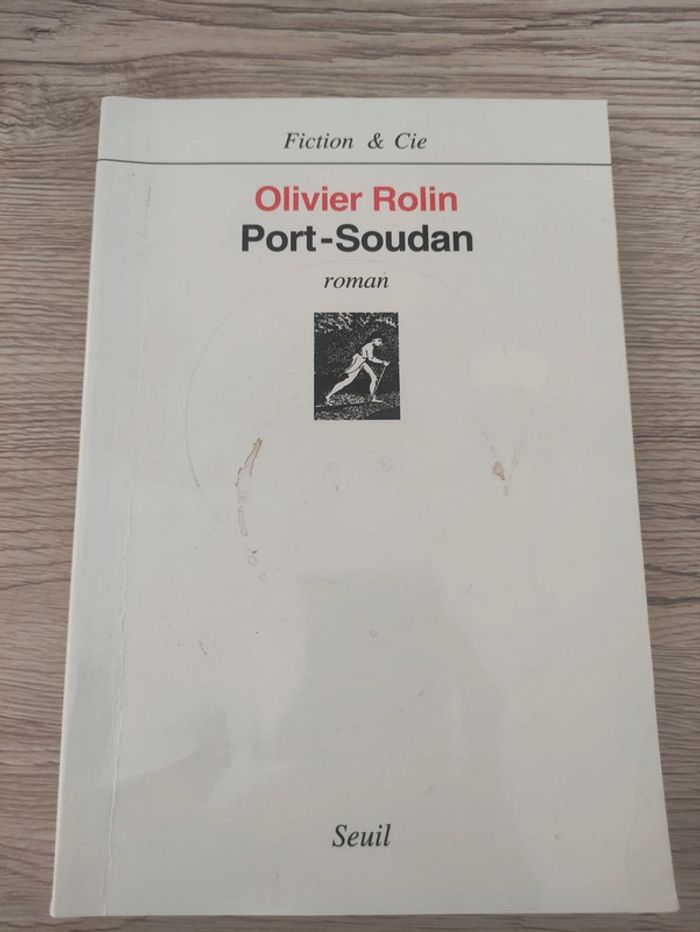 Fiction & Cie
Olivier Rolin
Port-Soudan
roman
Seuil